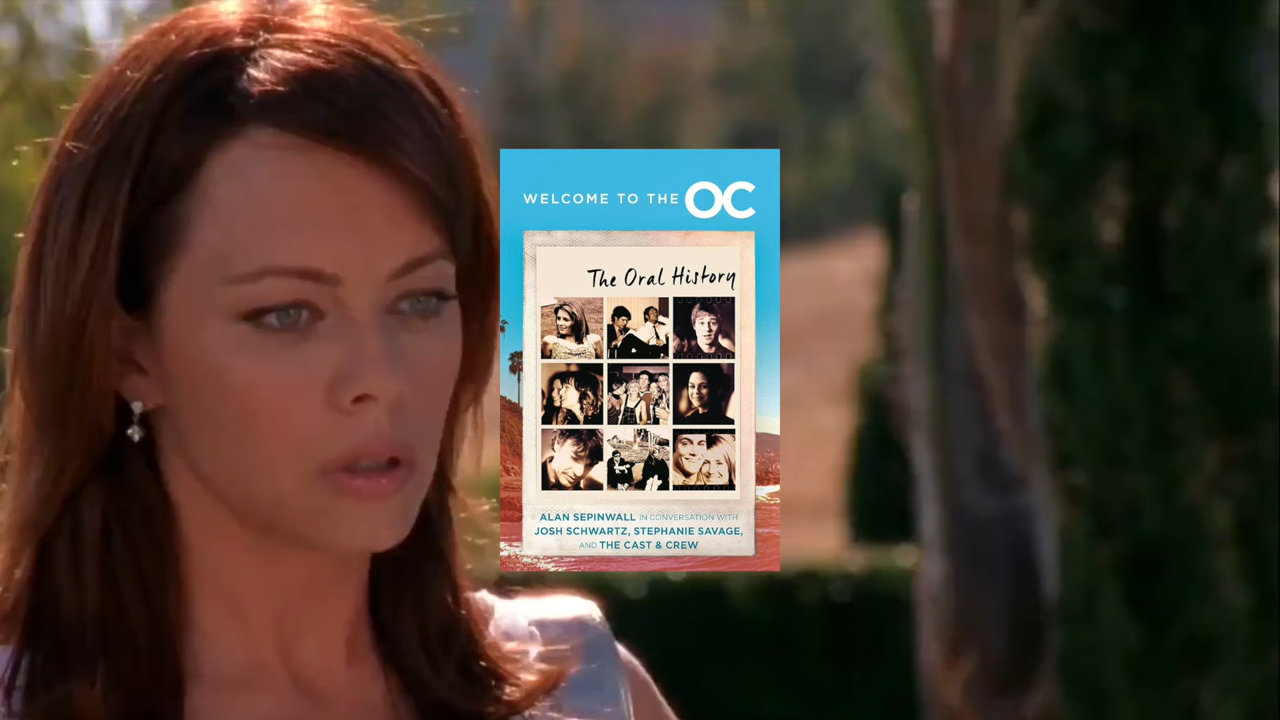 WELCOME TO THE OC
The Oral History
ALAN SEPINWALL IN CONVERSATION WITH
JOSH SCHWARTZ, STEPHANIE SAVAGE,
AND THE CAST & CREW